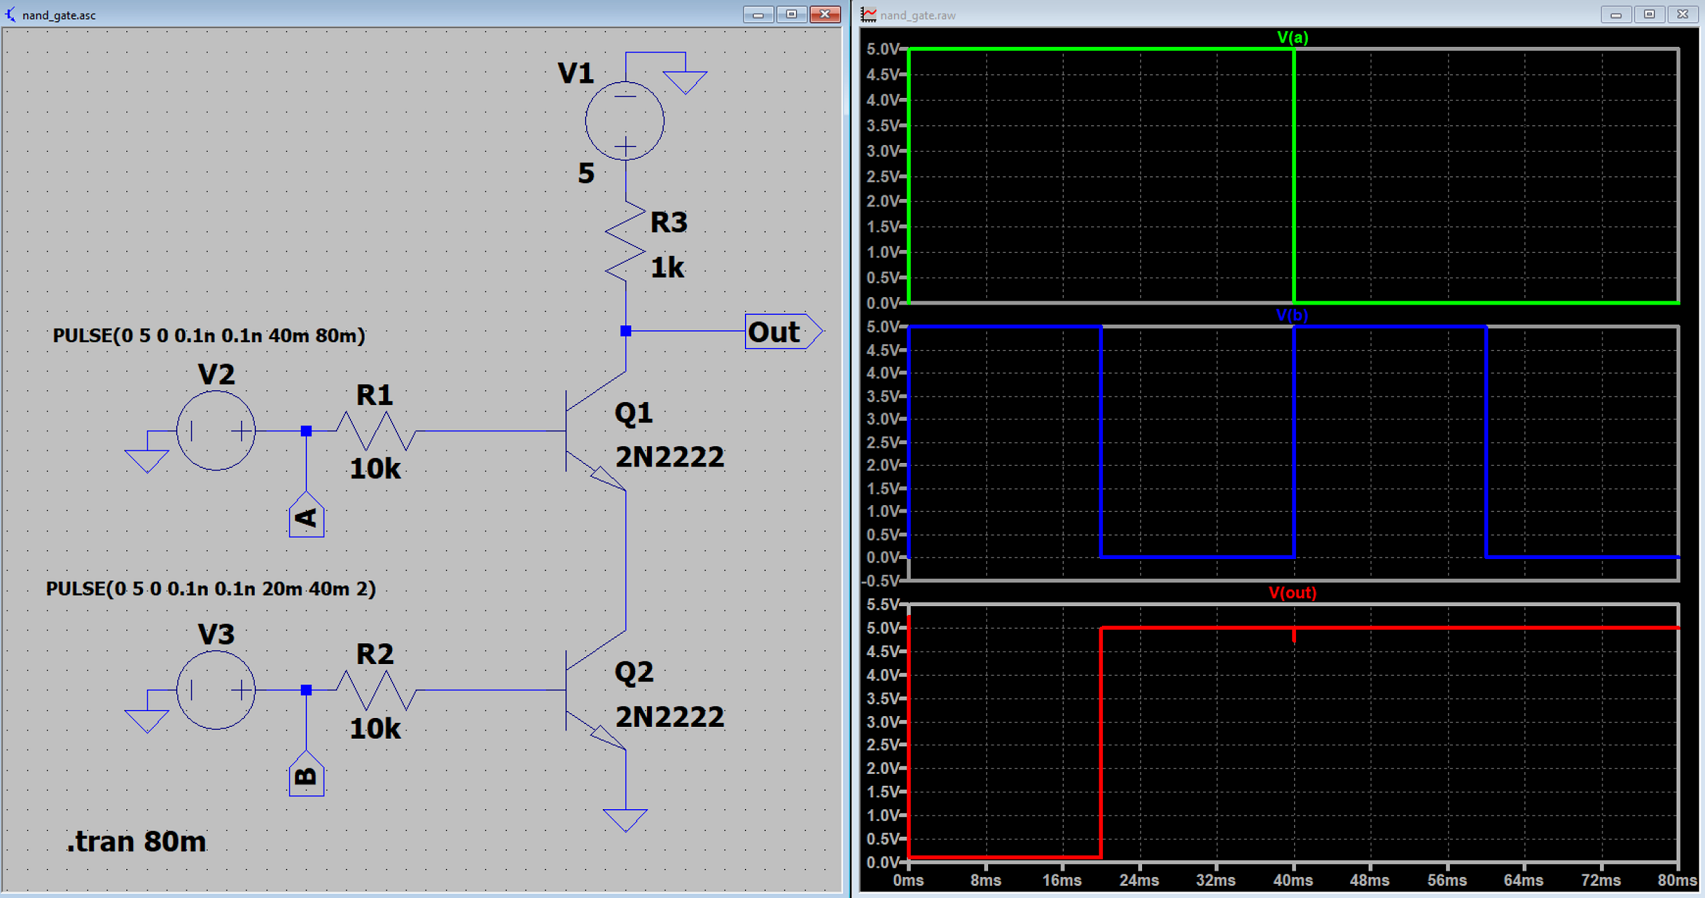 nand_gate.asc
V1
5
R3
1k
Out
PULSE(0 5 0 0.1n 0.1n 40m 80m)
V2
R1
10k
A
Q1
2N2222
PULSE(0 5 0 0.1n 0.1n 20m 40m 2)
V3
R2
10k
B
Q2
2N2222
.tran 80m
nand_gate.raw
V(a)
5.0V
4.5V
4.0V
3.5V
3.0V
2.5V
2.0V
1.5V
1.0V
0.5V
0.0V
V(b)
5.0V
4.5V
4.0V
3.5V
3.0V
2.5V
2.0V
1.5V
1.0V
0.5V
0.0V
-0.5V
V(out)
5.5V
5.0V
4.5V
4.0V
3.5V
3.0V
2.5V
2.0V
1.5V
1.0V
0.5V
0.0V
0ms 8ms 16ms 24ms 32ms 40ms 48ms 56ms 64ms 72ms 80ms